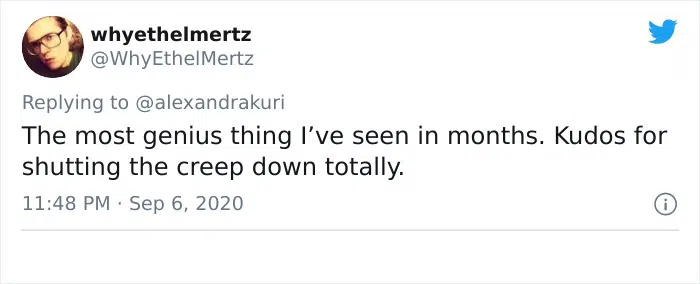 whyethelmertz
@WhyEthelMertz
Replying to @alexandrakuri
The most genius thing I’ve seen in months. Kudos for
shutting the creep down totally.
11:48 PM · Sep 6, 2020